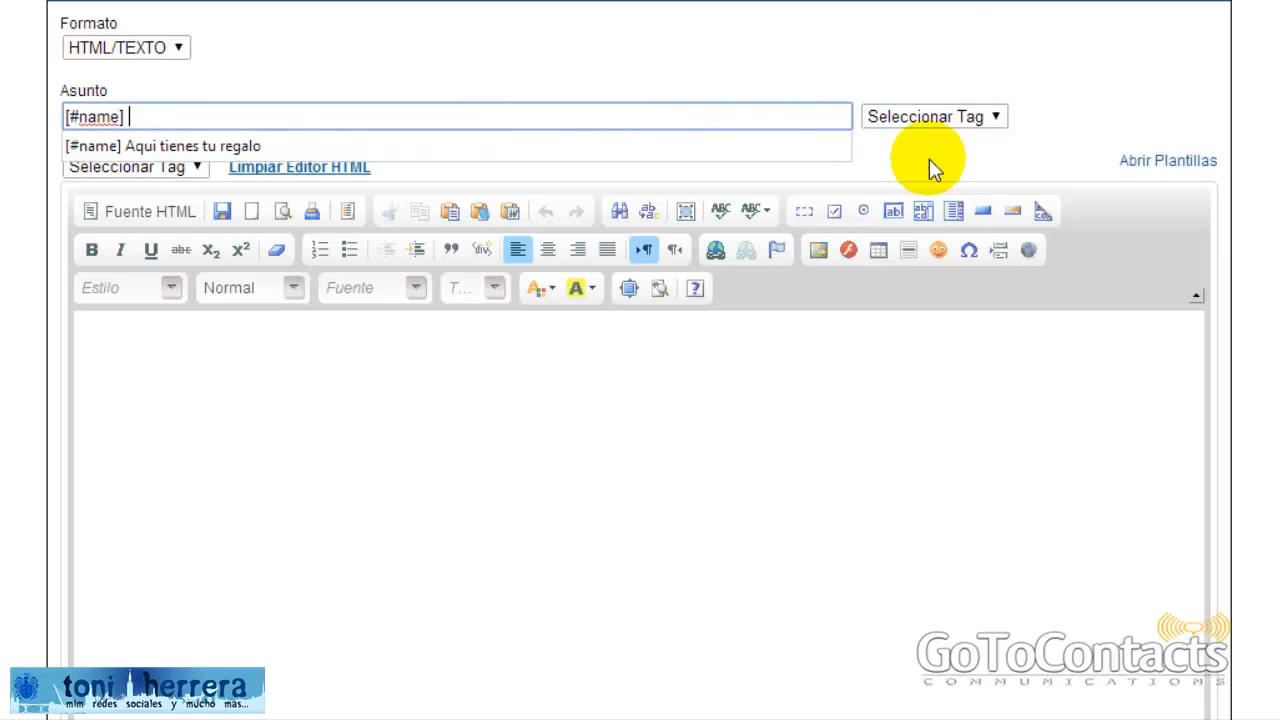 Formato
HTML/TEXTO
Asunto
[#name]
Seleccionar Tag
[#name] Aqui tienes tu regalo
Seleccionar Tag
Limpiar Editor HTML
Abrir Plantillas
Fuente HTML
Estilo
Normal
Fuente
T...
GoToContacts
COMMUNICATIONS
toni herrera
mlm redes sociales y mucho más...